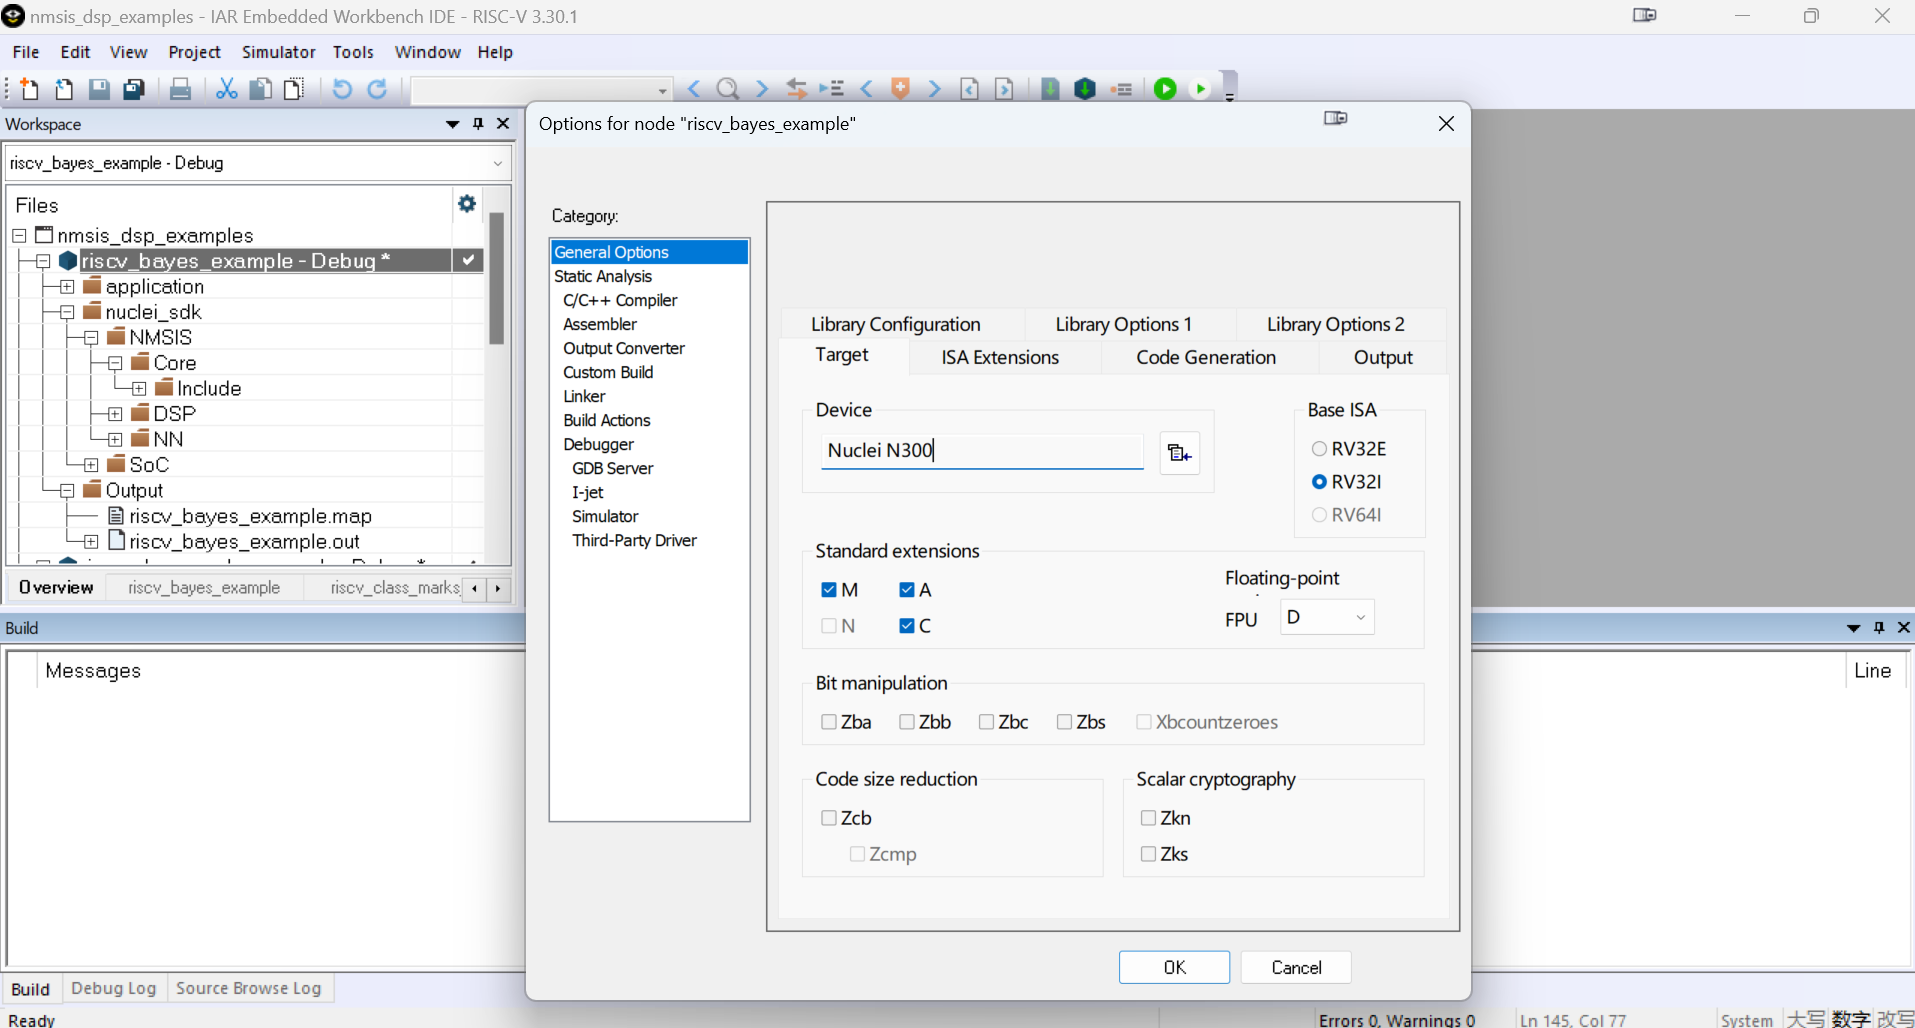 nmsis_dsp_examples - IAR Embedded Workbench IDE - RISC-V 3.30.1
File Edit View Project Simulator Tools Window Help
Workspace
riscv_bayes_example - Debug
Files
nmsis_dsp_examples
riscv_bayes_example - Debug *
application
nuclei_sdk
NMSIS
Core
Include
DSP
NN
SoC
Output
riscv_bayes_example.map
riscv_bayes_example.out
Overview riscv_bayes_example riscv_class_marks
Options for node "riscv_bayes_example"
Category:
General Options
Static Analysis
C/C++ Compiler
Assembler
Output Converter
Custom Build
Linker
Build Actions
Debugger
GDB Server
I-jet
Simulator
Third-Party Driver
Library Configuration Library Options 1 Library Options 2
Target ISA Extensions Code Generation Output
Device
Nuclei N300
Base ISA
RV32E
RV32I
RV64I
Standard extensions
M A
N C
Floating-point
FPU D
Bit manipulation
Zba Zbb Zbc Zbs Xbcountzeroes
Code size reduction
Zcb
Zcmp
Scalar cryptography
Zkn
Zks
OK Cancel
Build
Messages Line
Build Debug Log Source Browse Log
Ready Errors 0, Warnings 0 Ln 145, Col 77 System 大写 数字 改写